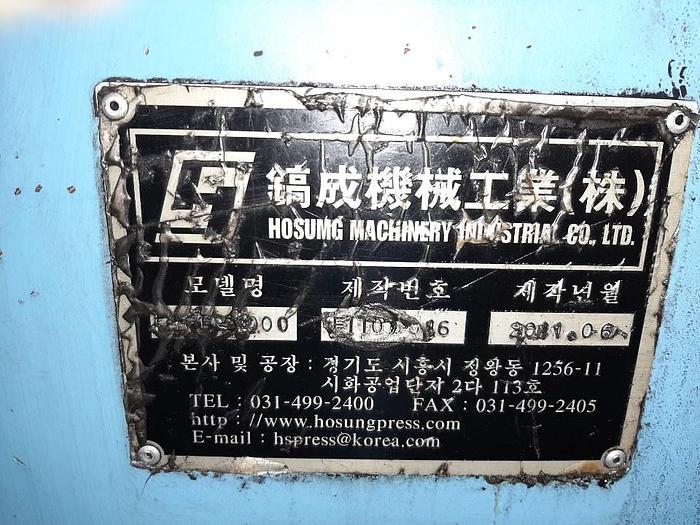 鎬成機械工業(株)
HOSUMG MACHINERY INDUSTRIAL CO., LTD.
모델명 제작번호 제작년월
2011.06
본사 및 공장 : 경기도 시흥시 정왕동 1256-11
시화공업단지 2다 113호
TEL : 031-499-2400 FAX : 031-499-2405
http : //www.hosungpress.com
E-mail : hspress@korea.com